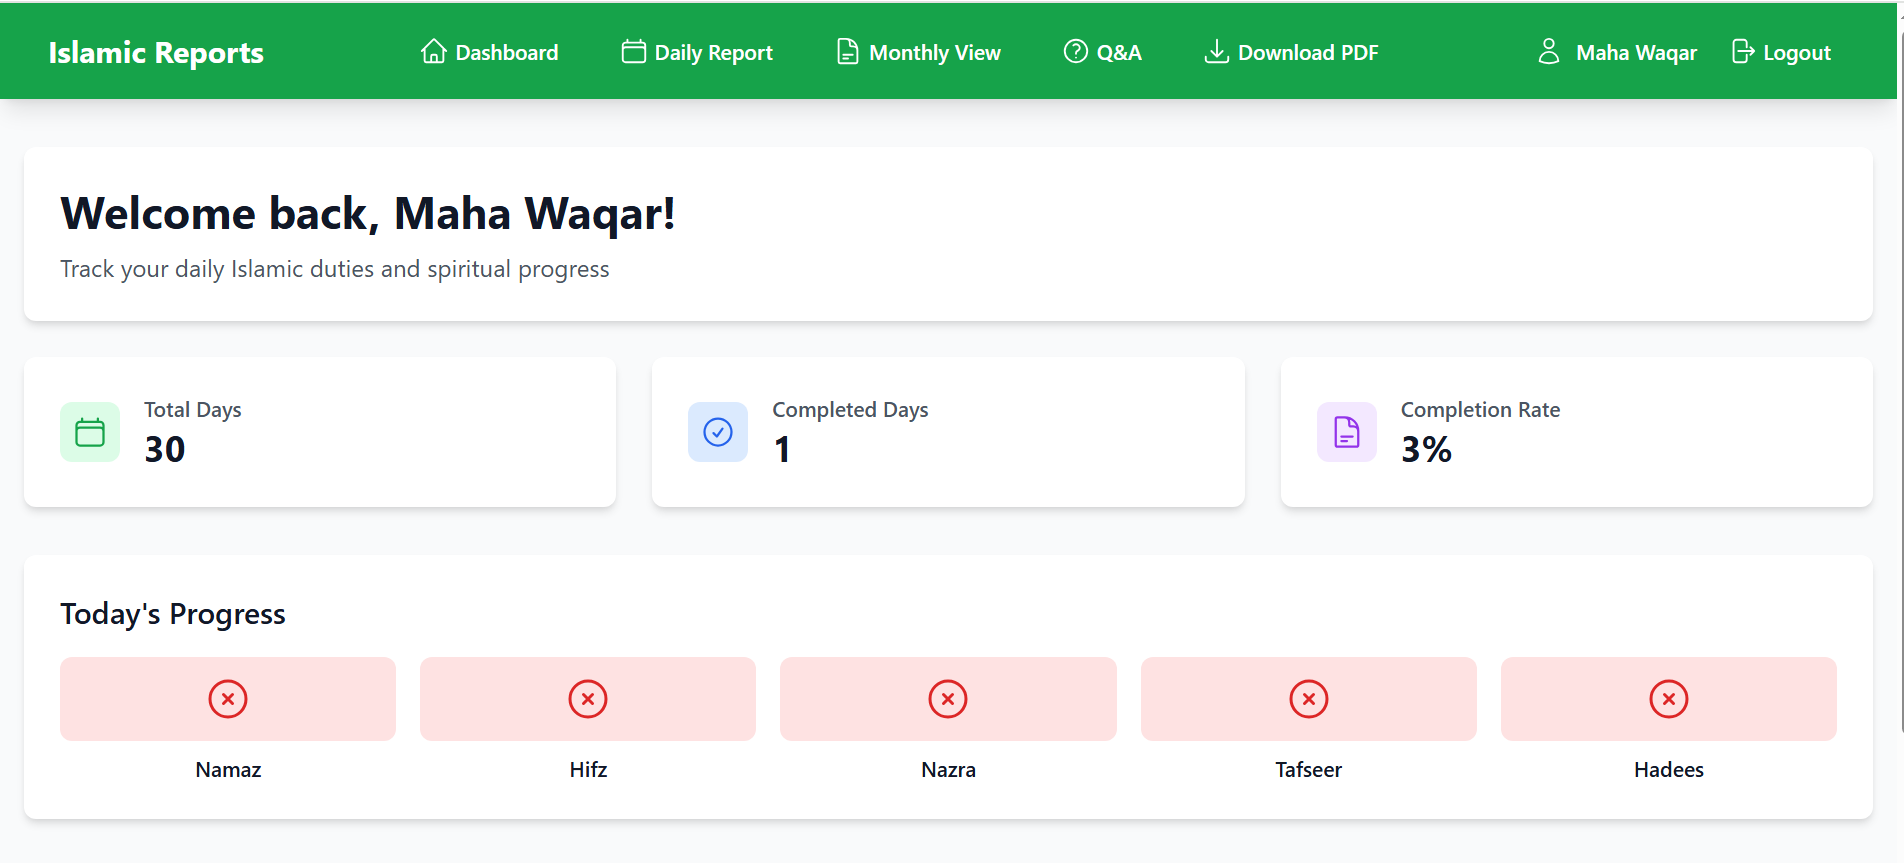 Islamic Reports
Dashboard
Daily Report
Monthly View
Q&A
Download PDF
Maha Waqar
Logout
Welcome back, Maha Waqar!
Track your daily Islamic duties and spiritual progress
Total Days
30
Completed Days
1
Completion Rate
3%
Today's Progress
Namaz
Hifz
Nazra
Tafseer
Hadees